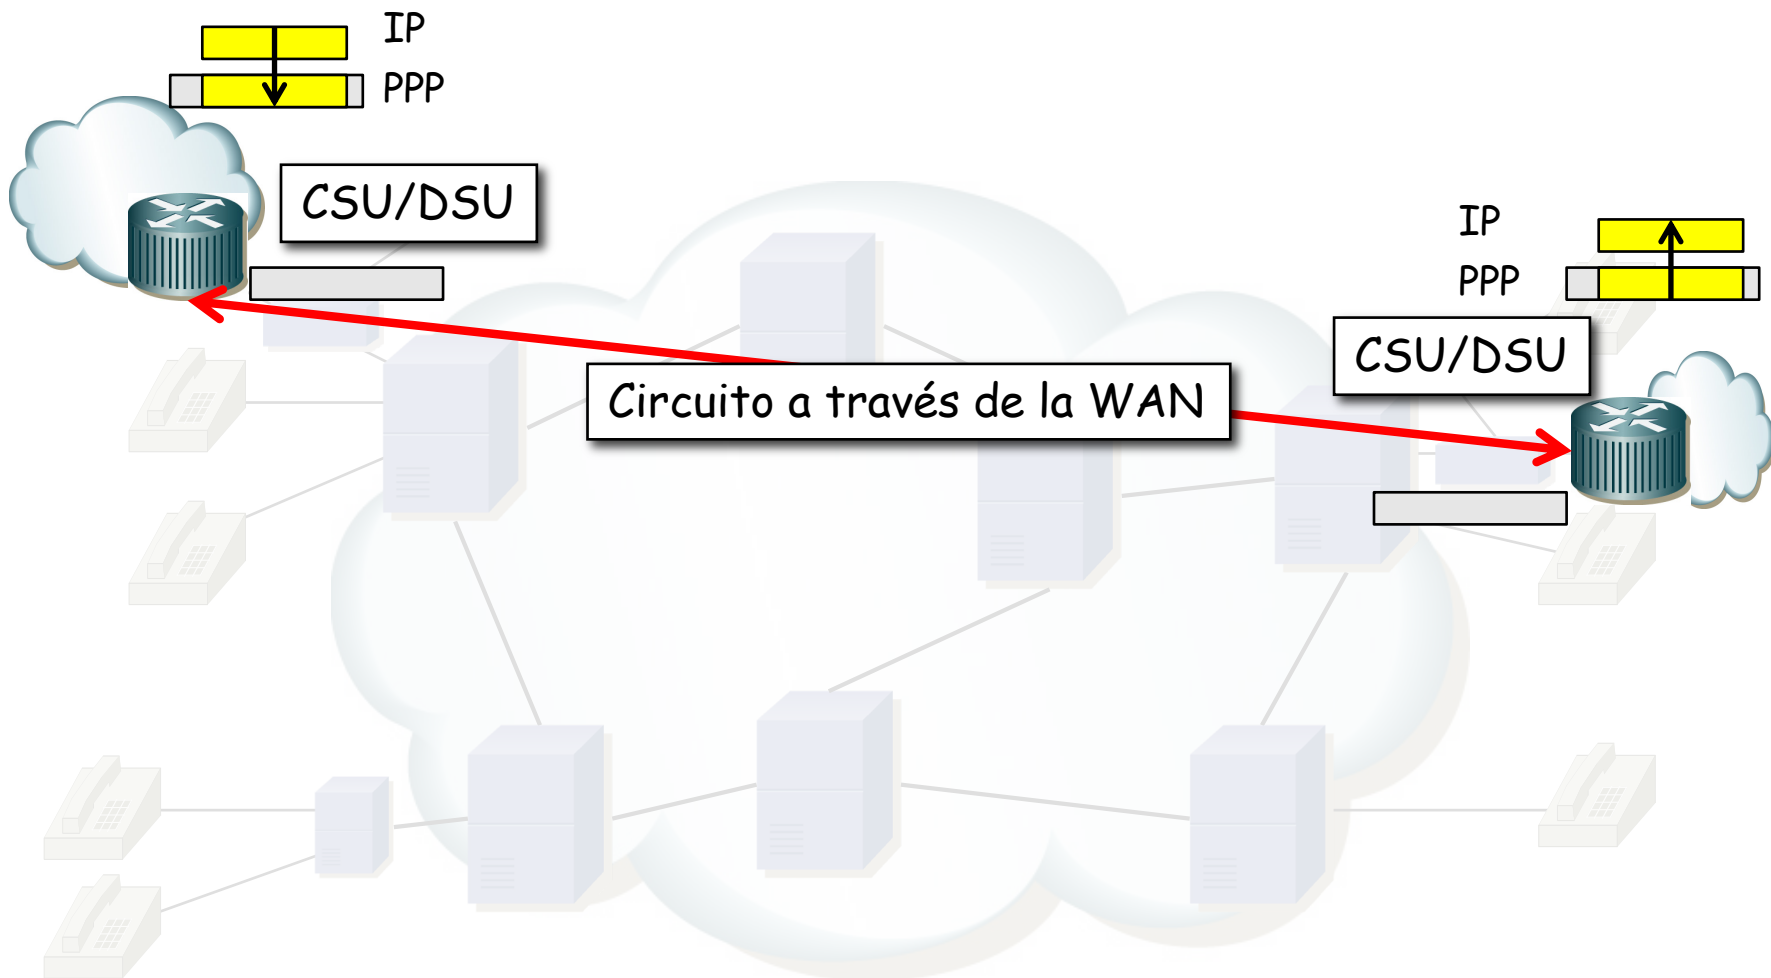 IP
PPP
CSU/DSU
IP
PPP
CSU/DSU
Circuito a través de la WAN